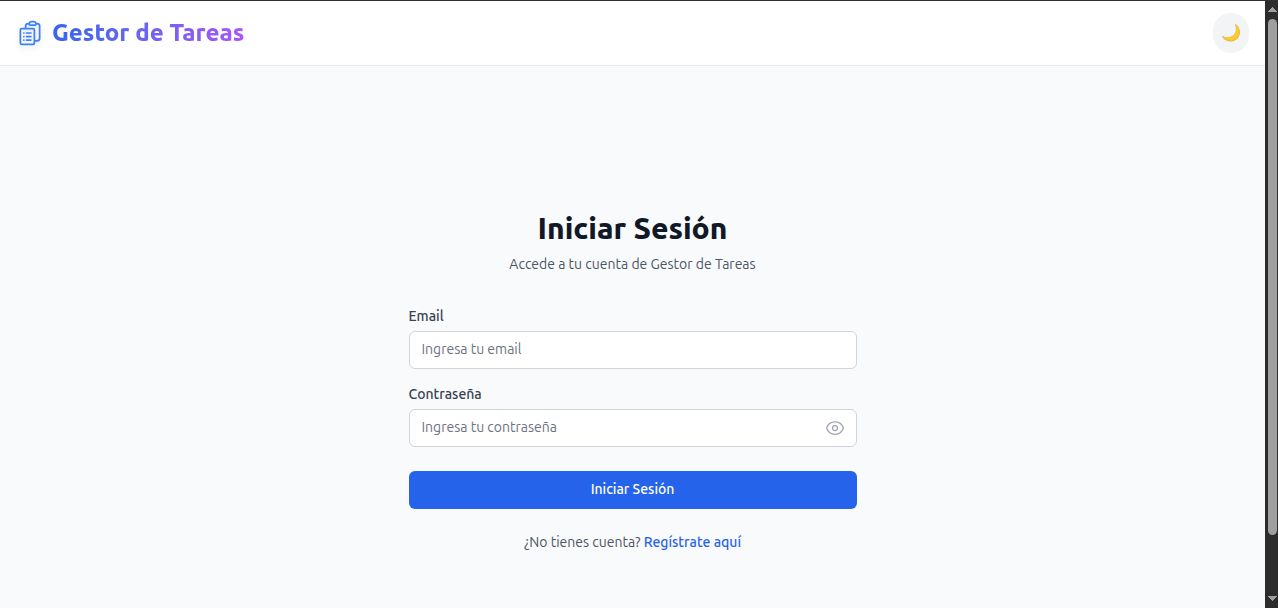 Gestor de Tareas
Iniciar Sesión
Accede a tu cuenta de Gestor de Tareas
Email
Ingresa tu email
Contraseña
Ingresa tu contraseña
Iniciar Sesión
¿No tienes cuenta? Regístrate aquí